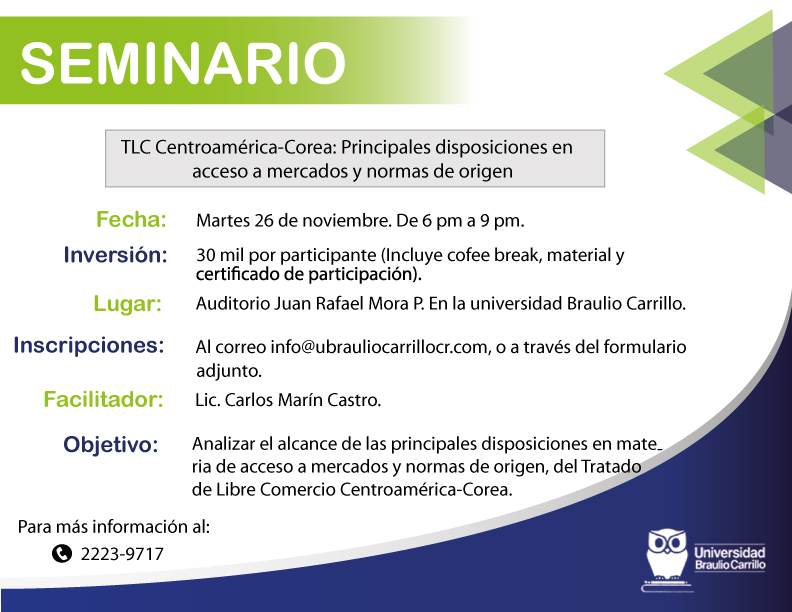 SEMINARIO
TLC Centroamérica-Corea: Principales disposiciones en
acceso a mercados y normas de origen
Fecha: Martes 26 de noviembre. De 6 pm a 9 pm.
Inversión: 30 mil por participante (Incluye cofee break, material y
certificado de participación).
Lugar: Auditorio Juan Rafael Mora P. En la universidad Braulio Carrillo.
Inscripciones: Al correo info@ubrauliocarrillocr.com, o a través del formulario
adjunto.
Facilitador: Lic. Carlos Marín Castro.
Objetivo: Analizar el alcance de las principales disposiciones en mate_
ria de acceso a mercados y normas de origen, del Tratado
de Libre Comercio Centroamérica-Corea.
Para más información al:
2223-9717
Universidad
Braulio Carrillo